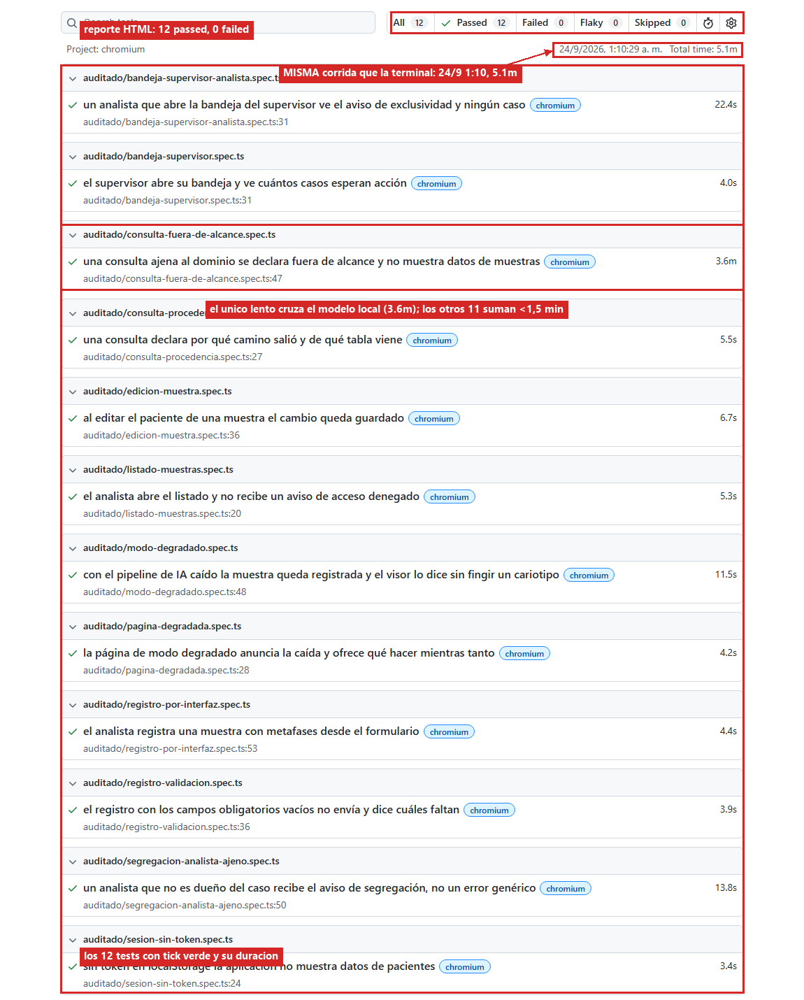 reporte HTML: 12 passed, 0 failed
All 12 Passed 12 Failed 0 Flaky 0 Skipped 0
Project: chromium
24/9/2026, 1:10:29 a. m. Total time: 5.1m
MISMA corrida que la terminal: 24/9 1:10, 5.1m
auditado/bandeja-supervisor-analista.spec.ts
un analista que abre la bandeja del supervisor ve el aviso de exclusividad y ningún caso chromium 22.4s
auditado/bandeja-supervisor-analista.spec.ts:31
auditado/bandeja-supervisor.spec.ts
el supervisor abre su bandeja y ve cuántos casos esperan acción chromium 4.0s
auditado/bandeja-supervisor.spec.ts:31
auditado/consulta-fuera-de-alcance.spec.ts
una consulta ajena al dominio se declara fuera de alcance y no muestra datos de muestras chromium 3.6m
auditado/consulta-fuera-de-alcance.spec.ts:47
el unico lento cruza el modelo local (3.6m); los otros 11 suman <1,5 min
auditado/consulta-procede
una consulta declara por qué camino salió y de qué tabla viene chromium 5.5s
auditado/consulta-procedencia.spec.ts:27
auditado/edicion-muestra.spec.ts
al editar el paciente de una muestra el cambio queda guardado chromium 6.7s
auditado/edicion-muestra.spec.ts:36
auditado/listado-muestras.spec.ts
el analista abre el listado y no recibe un aviso de acceso denegado chromium 5.3s
auditado/listado-muestras.spec.ts:20
auditado/modo-degradado.spec.ts
con el pipeline de IA caído la muestra queda registrada y el visor lo dice sin fingir un cariotipo chromium 11.5s
auditado/modo-degradado.spec.ts:48
auditado/pagina-degradada.spec.ts
la página de modo degradado anuncia la caída y ofrece qué hacer mientras tanto chromium 4.2s
auditado/pagina-degradada.spec.ts:28
auditado/registro-por-interfaz.spec.ts
el analista registra una muestra con metafases desde el formulario chromium 4.4s
auditado/registro-por-interfaz.spec.ts:53
auditado/registro-validacion.spec.ts
el registro con los campos obligatorios vacíos no envía y dice cuáles faltan chromium 3.9s
auditado/registro-validacion.spec.ts:36
auditado/segregacion-analista-ajeno.spec.ts
un analista que no es dueño del caso recibe el aviso de segregación, no un error genérico chromium 13.8s
auditado/segregacion-analista-ajeno.spec.ts:50
auditado/sesion-sin-token.spec.ts
los 12 tests con tick verde y su duracion
sin token en localStorage la aplicación no muestra datos de pacientes chromium 3.4s
auditado/sesion-sin-token.spec.ts:24